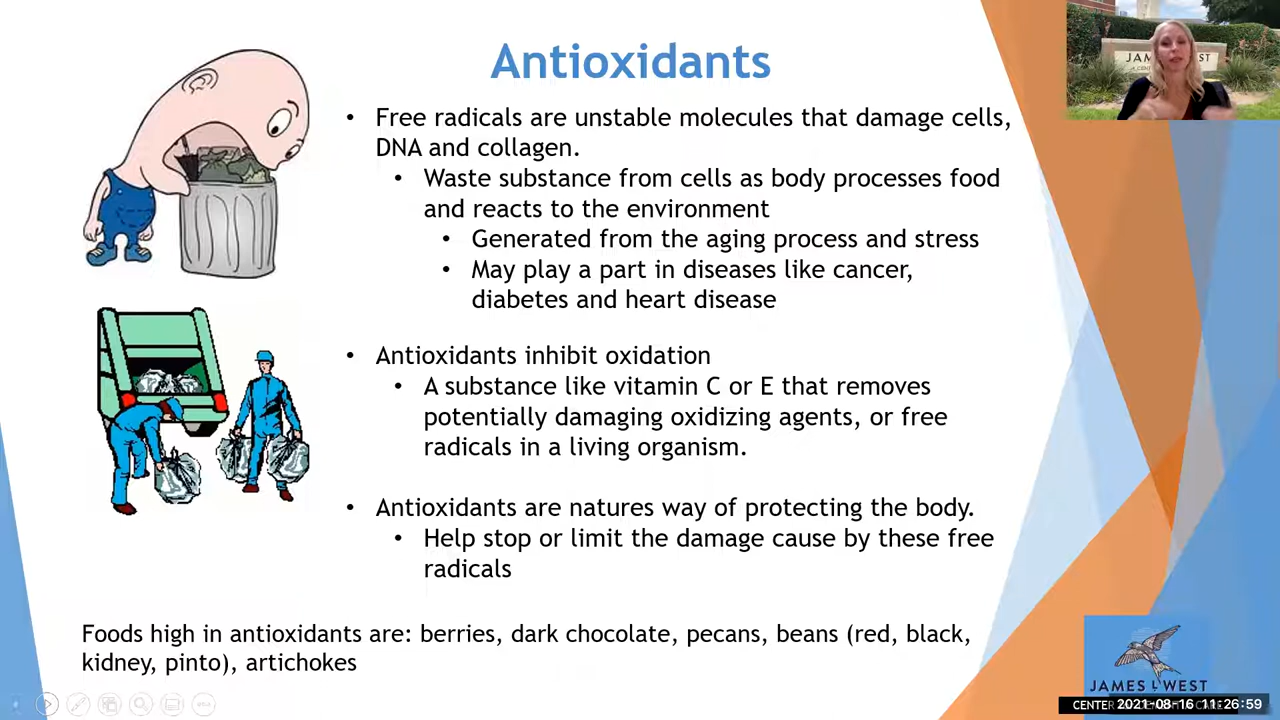 Antioxidants
• Free radicals are unstable molecules that damage cells,
DNA and collagen.
• Waste substance from cells as body processes food
and reacts to the environment
• Generated from the aging process and stress
• May play a part in diseases like cancer,
diabetes and heart disease
• Antioxidants inhibit oxidation
• A substance like vitamin C or E that removes
potentially damaging oxidizing agents, or free
radicals in a living organism.
• Antioxidants are natures way of protecting the body.
• Help stop or limit the damage cause by these free
radicals
Foods high in antioxidants are: berries, dark chocolate, pecans, beans (red, black,
kidney, pinto), artichokes
JAMES L WEST
CENTER
2021-08-16 11:26:59